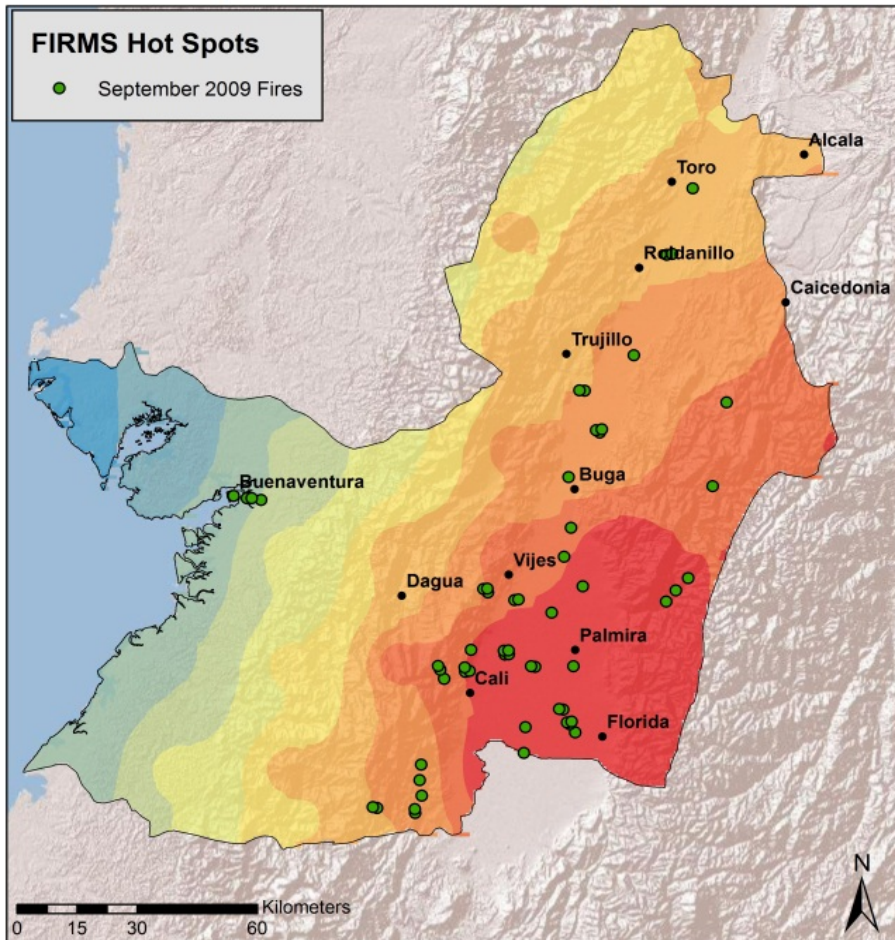 FIRMS Hot Spots
September 2009 Fires
Alcala
Toro
Roldanillo
Caicedonia
Trujillo
Buenaventura
Buga
Vijes
Dagua
Palmira
Cali
Florida
N
Kilometers
0 15 30 60